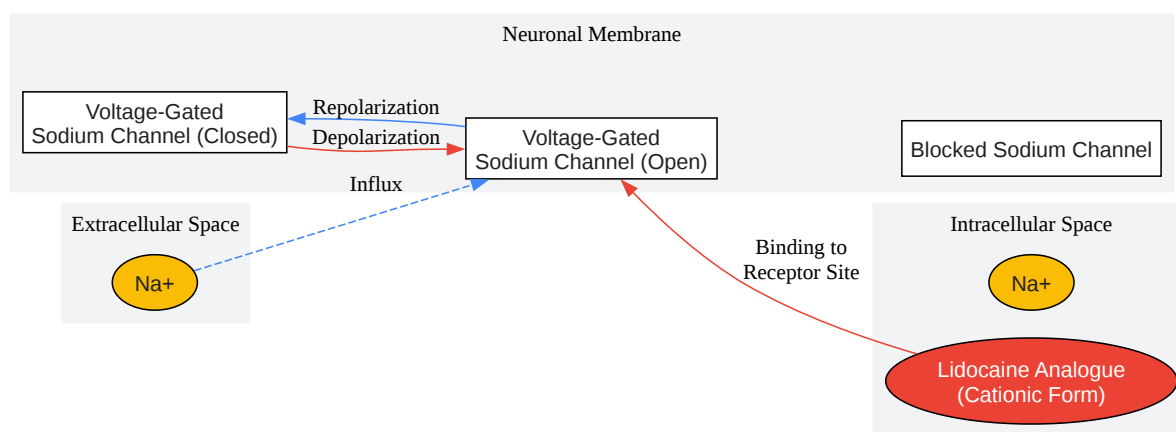 Neuronal Membrane
Voltage-Gated
Sodium Channel (Closed)
Repolarization
Depolarization
Voltage-Gated
Sodium Channel (Open)
Blocked Sodium Channel
Influx
Extracellular Space
Na+
Binding to
Receptor Site
Intracellular Space
Na+
Lidocaine Analogue
(Cationic Form)